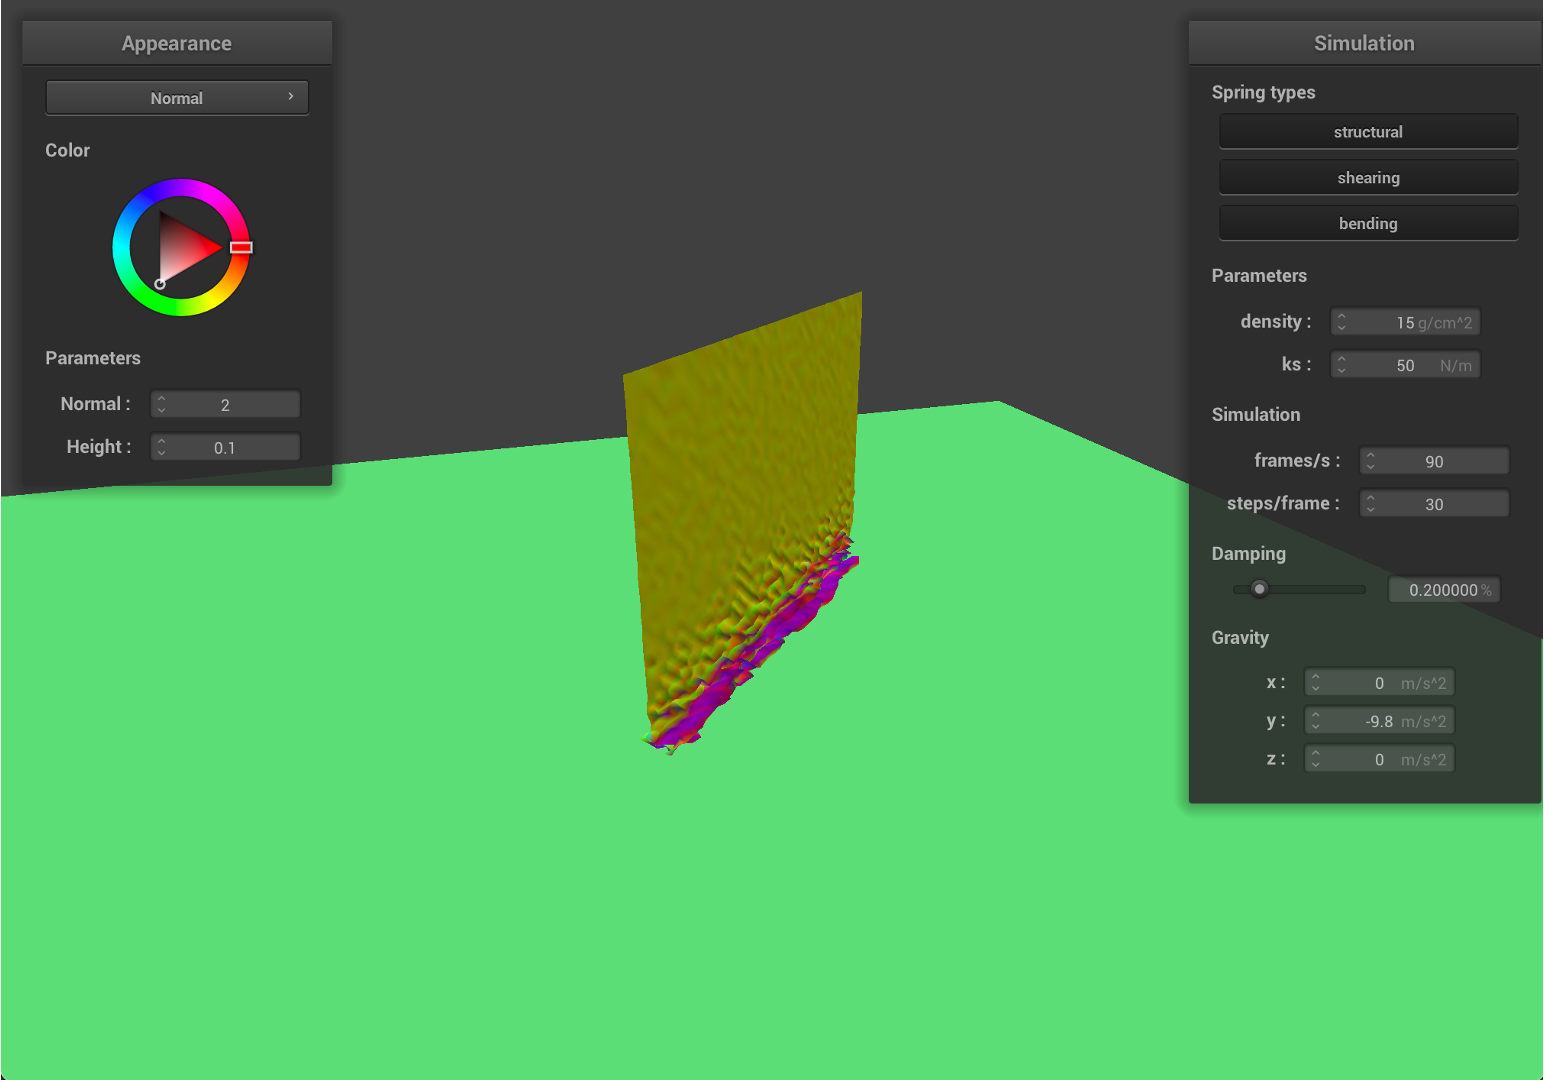 Appearance
Normal
Color
Parameters
Normal : 2
Height : 0.1
Simulation
Spring types
structural
shearing
bending
Parameters
density : 15 g/cm^2
ks : 50 N/m
Simulation
frames/s : 90
steps/frame : 30
Damping
0.200000 %
Gravity
x : 0 m/s^2
y : -9.8 m/s^2
z : 0 m/s^2